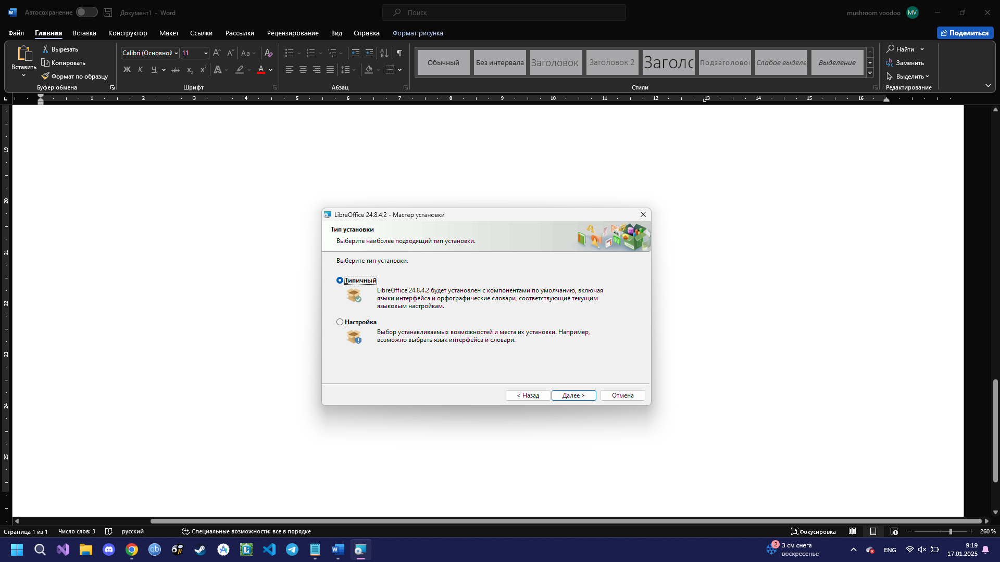 Автосохранение
Документ1 - Word
Поиск
mushroom voodoo
MV
Файл
Главная
Вставка
Конструктор
Макет
Ссылки
Рассылки
Рецензирование
Вид
Справка
Формат рисунка
Поделиться
Вставить
Вырезать
Копировать
Формат по образцу
Буфер обмена
Calibri (Основной
11
Шрифт
Абзац
Обычный
Без интервала
Заголовок
Заголовок 2
Заголо
Подзаголово
Слабое выделе
Выделение
Стили
Найти
Заменить
Выделить
Редактирование
1 2 3 4 5 6 7 8 9 10 11 12 13 14 15 16
19
20
21
22
23
24
25
LibreOffice 24.8.4.2 - Мастер установки
Тип установки
Выберите наиболее подходящий тип установки.
Выберите тип установки.
Типичный
LibreOffice 24.8.4.2 будет установлен с компонентами по умолчанию, включая
языки интерфейса и орфографические словари, соответствующие текущим
языковым настройкам.
Настройка
Выбор устанавливаемых возможностей и места их установки. Например,
возможно выбрать язык интерфейса и словари.
< Назад
Далее >
Отмена
Страница 1 из 1
Число слов: 3
русский
Специальные возможности: все в порядке
Фокусировка
260 %
2
3 см снега
воскресенье
ENG
9:19
17.01.2025